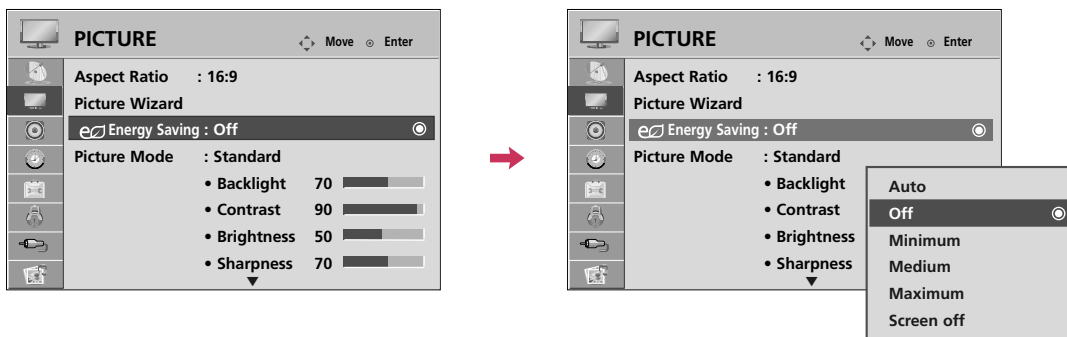 PICTURE Move Enter
Aspect Ratio : 16:9
Picture Wizard
Energy Saving : Off
Picture Mode : Standard
• Backlight 70
• Contrast 90
• Brightness 50
• Sharpness 70
PICTURE Move Enter
Aspect Ratio : 16:9
Picture Wizard
Energy Saving : Off
Picture Mode : Standard
• Backlight
• Contrast
• Brightness
• Sharpness
Auto
Off
Minimum
Medium
Maximum
Screen off